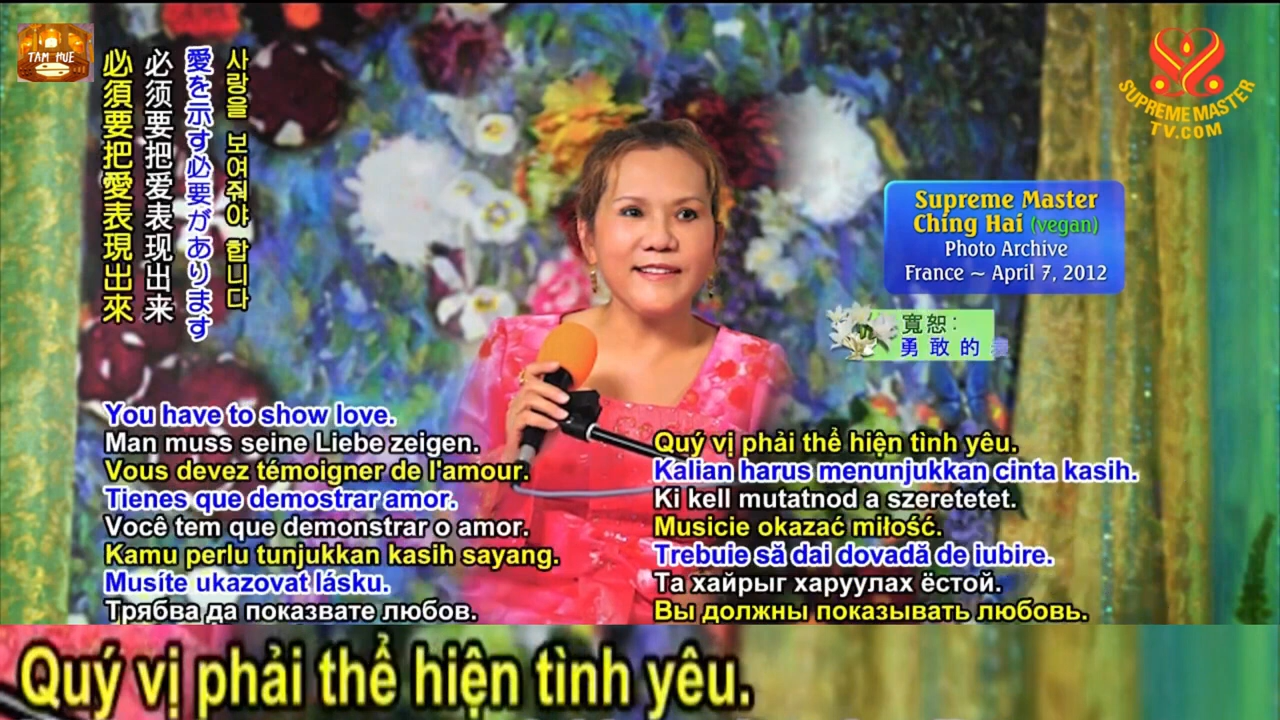 TAM HUE
必須要把愛表現出來
必须要把爱表现出来
愛を示す必要があります
사랑을 보여줘야 합니다
SUPREME MASTER
TV.COM
Supreme Master
Ching Hai (vegan)
Photo Archive
France ~ April 7, 2012
寬恕:
勇敢的
You have to show love.
Man muss seine Liebe zeigen.
Vous devez témoigner de l'amour.
Tienes que demostrar amor.
Você tem que demonstrar o amor.
Kamu perlu tunjukkan kasih sayang.
Musíte ukazovat lásku.
Трябва да показвате любов.
Quý vị phải thể hiện tình yêu.
Kalian harus menunjukkan cinta kasih.
Ki kell mutatnod a szeretetet.
Musicie okazać miłość.
Trebuie să dai dovadă de iubire.
Та хайрыг харуулах ёстой.
Вы должны показывать любовь.
Quý vị phải thể hiện tình yêu.